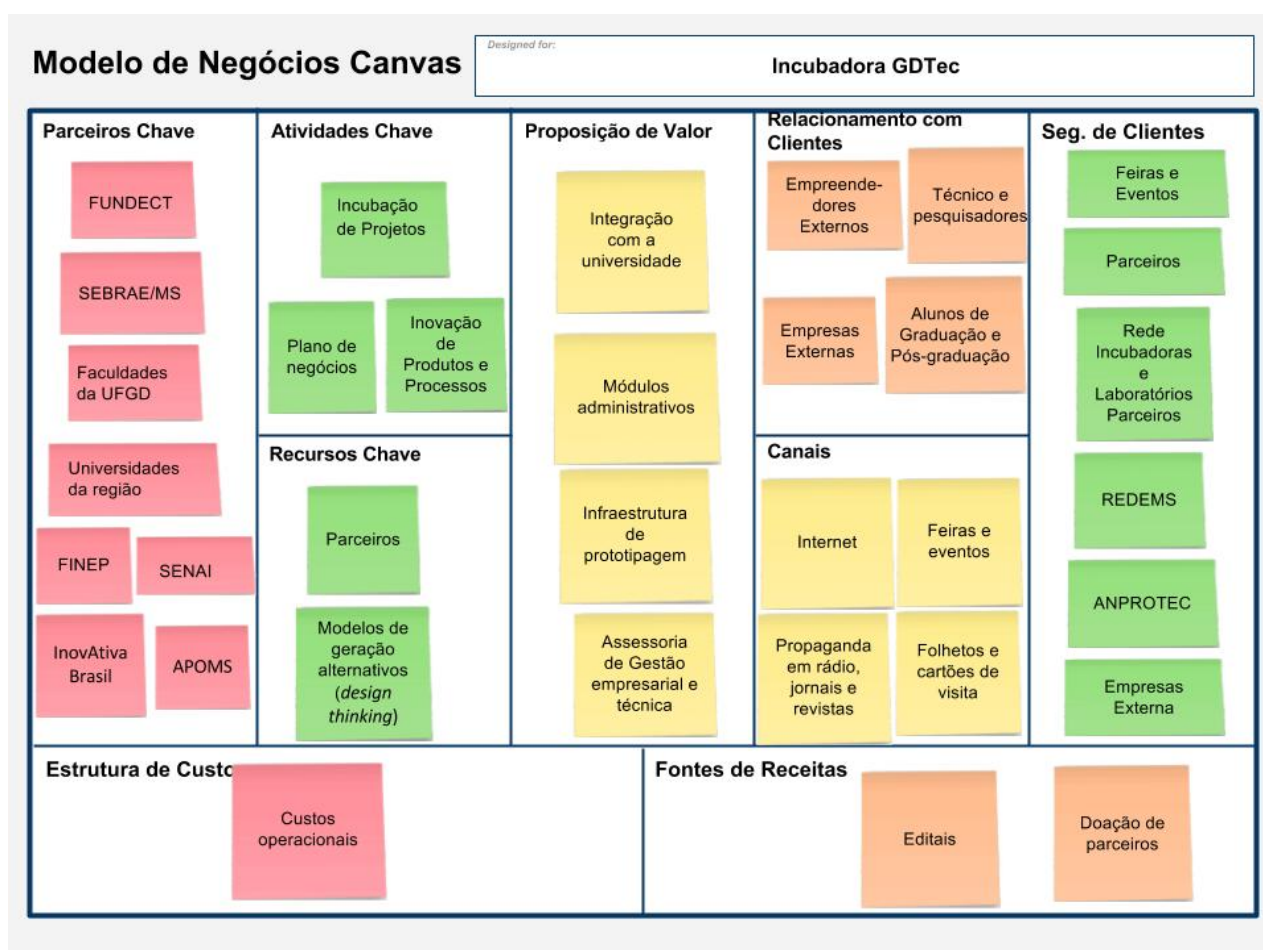 Modelo de Negócios Canvas
Designed for:
Incubadora GDTec
Parceiros Chave
FUNDECT
SEBRAE/MS
Faculdades
da UFGD
Universidades
da região
FINEP
SENAI
InovAtiva
Brasil
APOMS
Atividades Chave
Incubação
de Projetos
Plano de
negócios
Inovação
de
Produtos e
Processos
Recursos Chave
Parceiros
Modelos de
geração
alternativos
(design
thinking)
Proposição de Valor
Integração
com a
universidade
Módulos
administrativos
Infraestrutura
de
prototipagem
Assessoria
de Gestão
empresarial e
técnica
Relacionamento com
Clientes
Empreende-
dores
Externos
Técnico e
pesquisadores
Empresas
Externas
Alunos de
Graduação e
Pós-graduação
Canais
Internet
Feiras e
eventos
Propaganda
em rádio,
jornais e
revistas
Folhetos e
cartões de
visita
Seg. de Clientes
Feiras e
Eventos
Parceiros
Rede
Incubadoras
e
Laboratórios
Parceiros
REDEMS
ANPROTEC
Empresas
Externa
Estrutura de Custo
Custos
operacionais
Fontes de Receitas
Editais
Doação de
parceiros